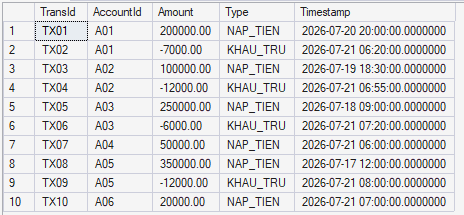 TransId AccountId Amount Type Timestamp
1 TX01 A01 200000.00 NAP_TIEN 2026-07-20 20:00:00.0000000
2 TX02 A01 -7000.00 KHAU_TRU 2026-07-21 06:20:00.0000000
3 TX03 A02 100000.00 NAP_TIEN 2026-07-19 18:30:00.0000000
4 TX04 A02 -12000.00 KHAU_TRU 2026-07-21 06:55:00.0000000
5 TX05 A03 250000.00 NAP_TIEN 2026-07-18 09:00:00.0000000
6 TX06 A03 -6000.00 KHAU_TRU 2026-07-21 07:20:00.0000000
7 TX07 A04 50000.00 NAP_TIEN 2026-07-21 06:00:00.0000000
8 TX08 A05 350000.00 NAP_TIEN 2026-07-17 12:00:00.0000000
9 TX09 A05 -12000.00 KHAU_TRU 2026-07-21 08:00:00.0000000
10 TX10 A06 20000.00 NAP_TIEN 2026-07-21 07:00:00.0000000